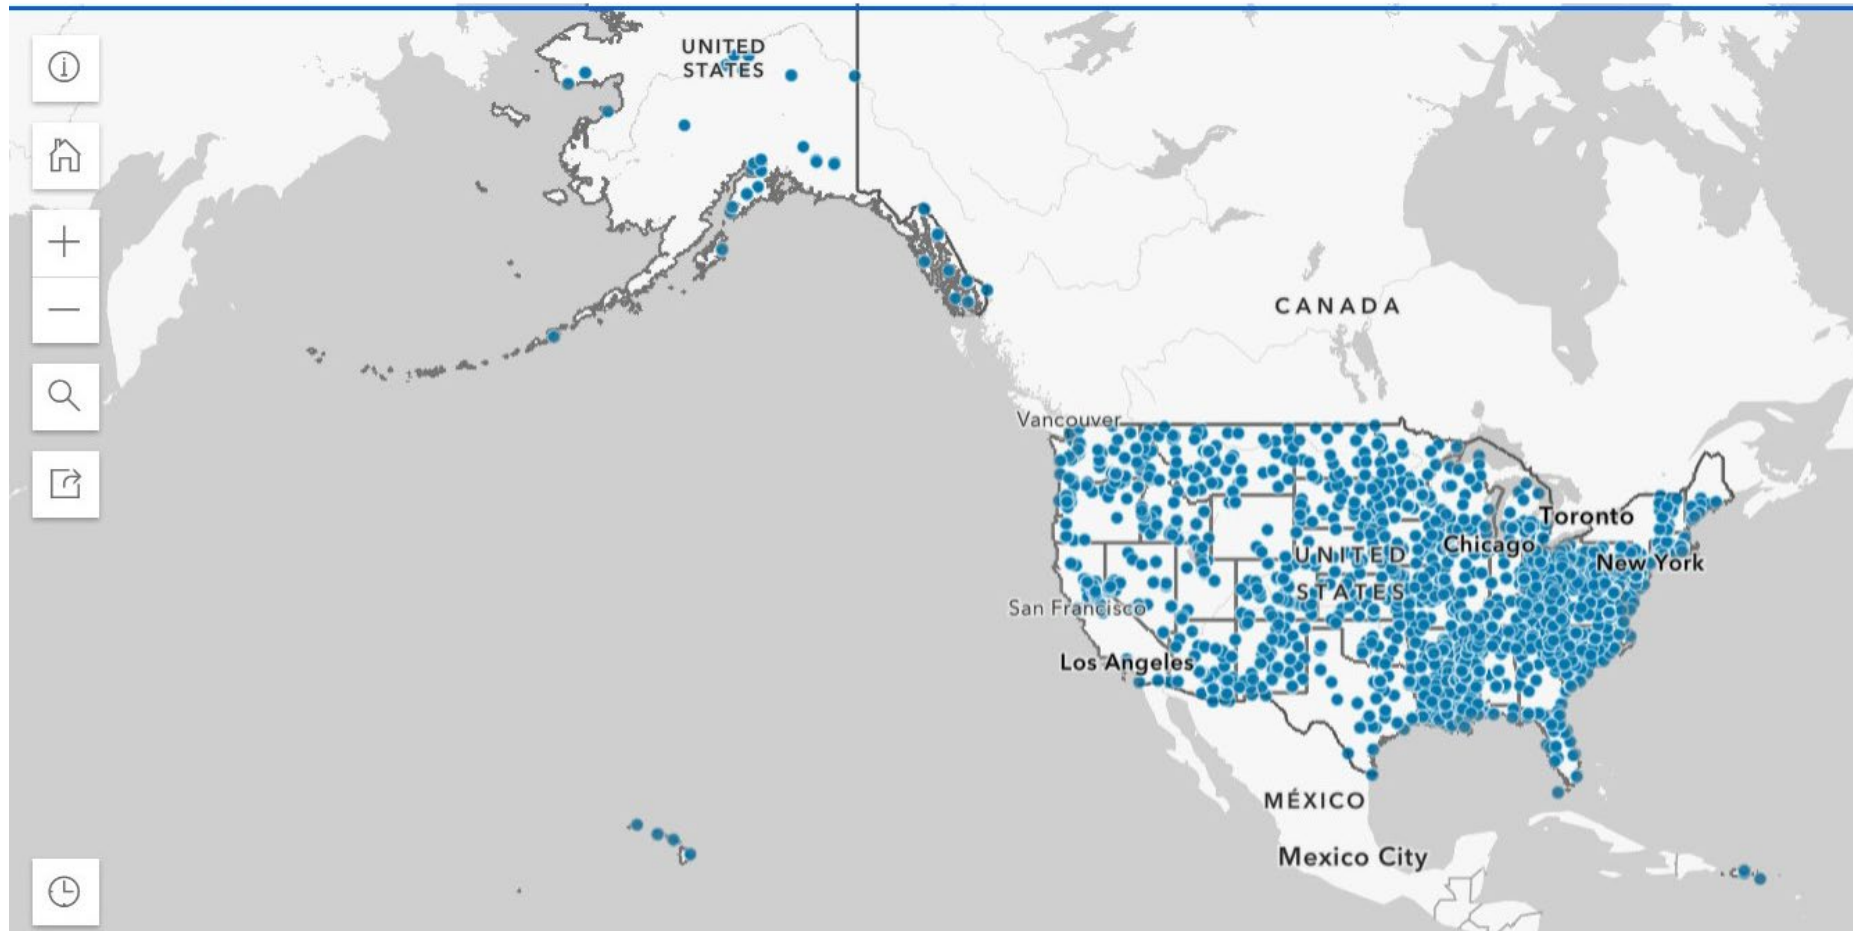 UNITED
STATES
CANADA
Vancouver
Toronto
Chicago
New York
UNITED
STATES
San Francisco
Los Angeles
MÉXICO
Mexico City